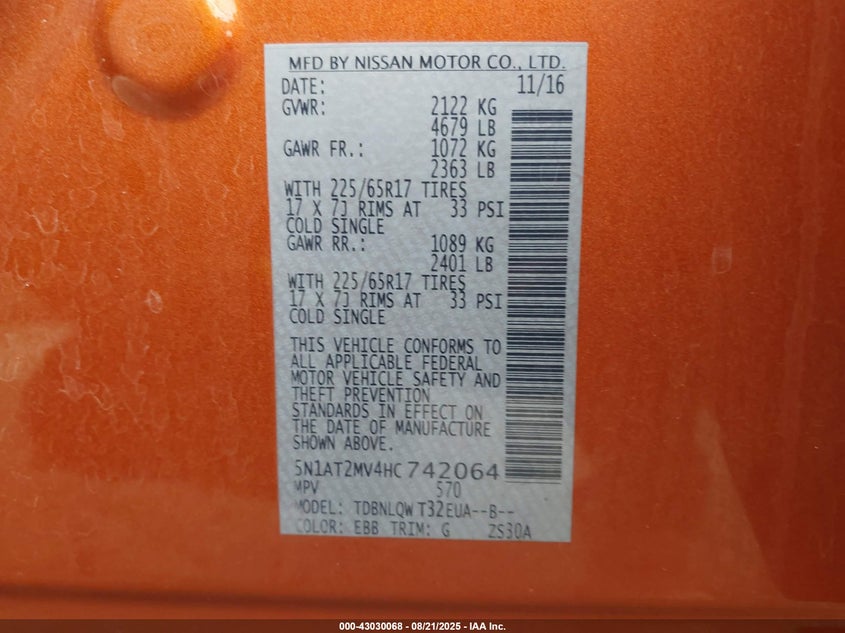 MFD BY NISSAN MOTOR CO., LTD.
DATE: 11/16
GVWR: 2122 KG
4679 LB
GAWR FR.: 1072 KG
2363 LB
WITH 225/65R17 TIRES
17 X 7J RIMS AT 33 PSI
COLD SINGLE
GAWR RR.: 1089 KG
2401 LB
WITH 225/65R17 TIRES
17 X 7J RIMS AT 33 PSI
COLD SINGLE
THIS VEHICLE CONFORMS TO
ALL APPLICABLE FEDERAL
MOTOR VEHICLE SAFETY AND
THEFT PREVENTION
STANDARDS IN EFFECT ON
THE DATE OF MANUFACTURE
SHOWN ABOVE.
5N1AT2MV4HC742064
MPV 570
MODEL: TDBNLQW T32EUA--B--
COLOR: EBB TRIM: G ZS30A
000-43030068 - 08/21/2025 - IAA Inc.